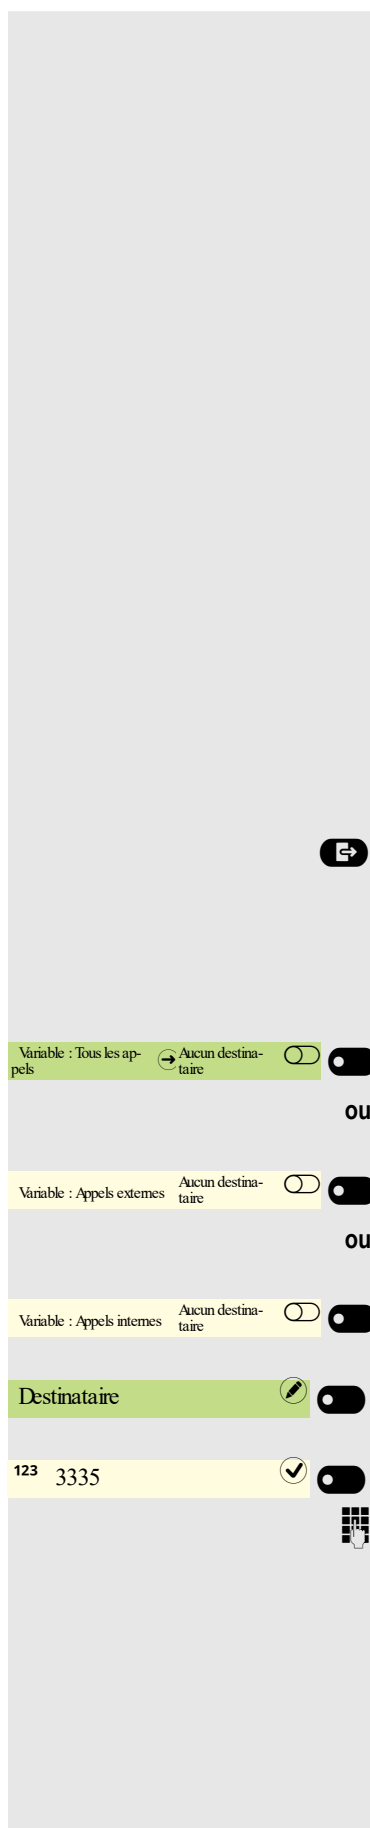 Variable : Tous les ap-
pels
Aucun destina-
taire
ou
Variable : Appels externes
Aucun destina-
taire
ou
Variable : Appels internes
Aucun destina-
taire
Destinataire
123 3335